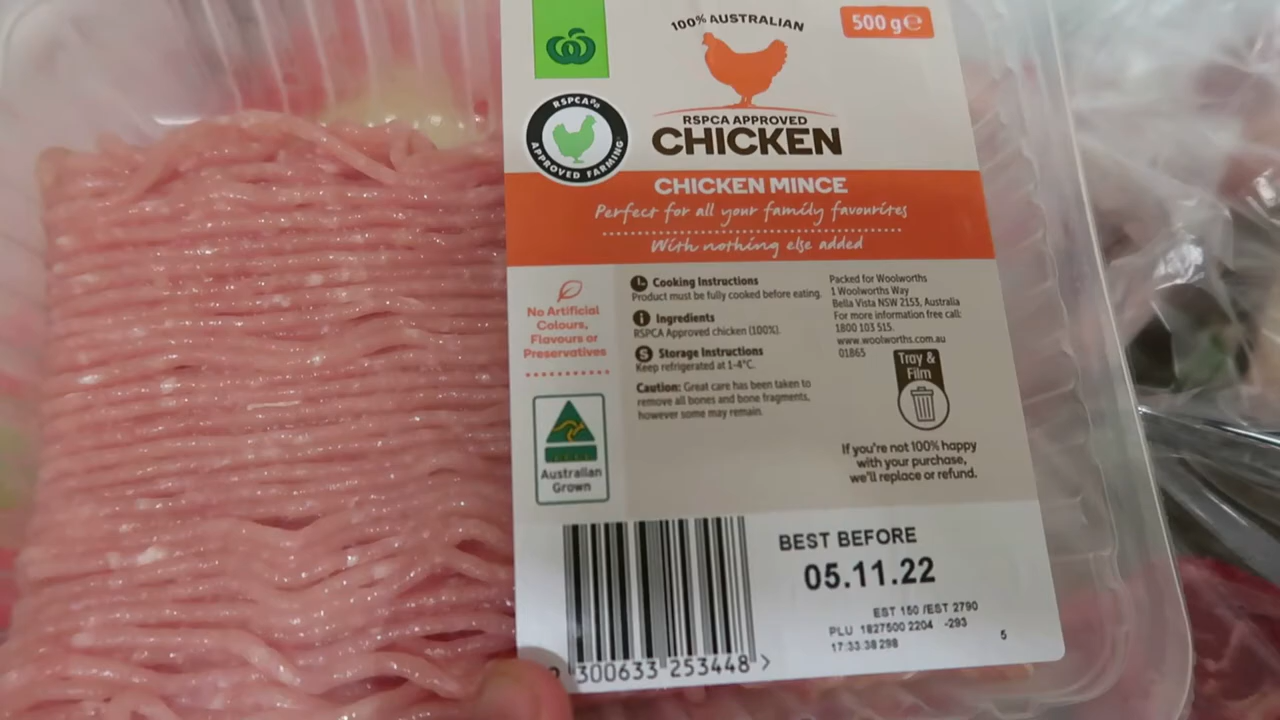 100% AUSTRALIAN
500 g e
RSPCA
APPROVED FARMING
RSPCA APPROVED
CHICKEN
CHICKEN MINCE
Perfect for all your family favourites
With nothing else added
No Artificial
Colours,
Flavours or
Preservatives
Australian
Grown
Cooking Instructions
Product must be fully cooked before eating.
Ingredients
RSPCA Approved chicken (100%).
Storage Instructions
Keep refrigerated at 1-4°C.
Caution: Great care has been taken to
remove all bones and bone fragments,
however some may remain.
Packed for Woolworths
1 Woolworths Way
Bella Vista NSW 2153, Australia
For more information free call:
1800 103 515.
www.woolworths.com.au
01865
Tray &
Film
If you're not 100% happy
with your purchase,
we'll replace or refund.
300633 253448 >
BEST BEFORE
05.11.22
EST 150 /EST 2790
PLU 1827500 2204 -293
17:33:38 298
5